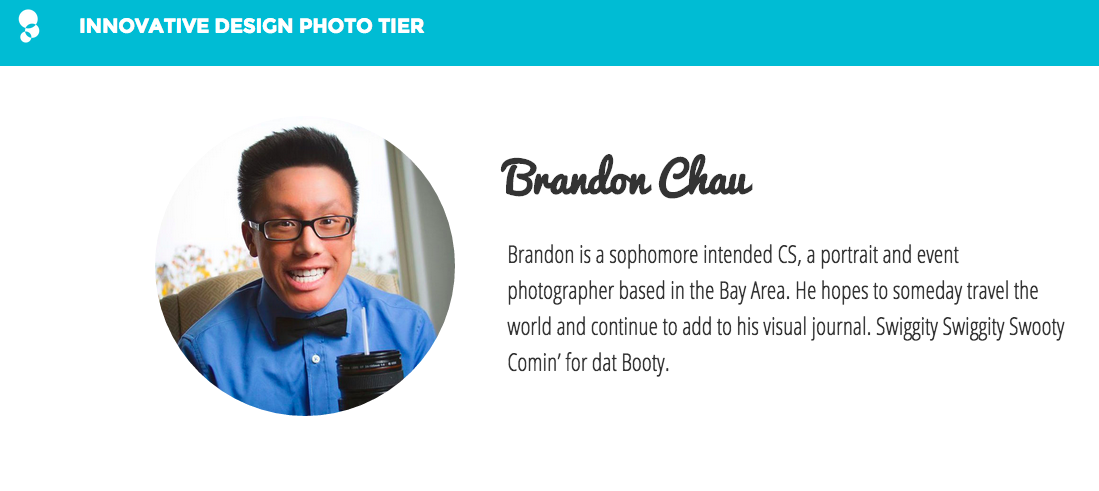 INNOVATIVE DESIGN PHOTO TIER
Brandon Chau
Brandon is a sophomore intended CS, a portrait and event
photographer based in the Bay Area. He hopes to someday travel the
world and continue to add to his visual journal. Swiggity Swiggity Swooty
Comin’ for dat Booty.